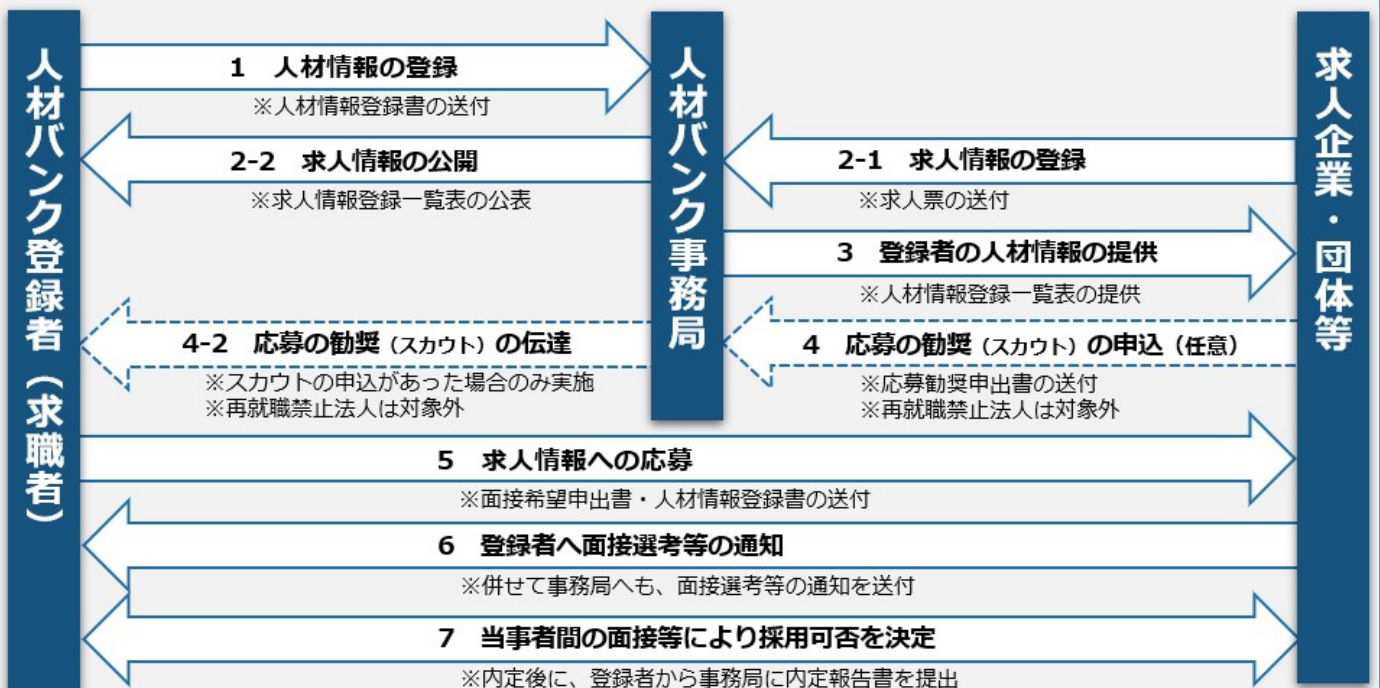 人材バンク登録者（求職者）
人材バンク事務局
求人企業・団体等
1 人材情報の登録
※人材情報登録書の送付
2-2 求人情報の公開
※求人情報登録一覧表の公表
2-1 求人情報の登録
※求人票の送付
3 登録者の人材情報の提供
※人材情報登録一覧表の提供
4-2 応募の勧奨（スカウト）の伝達
※スカウトの申込があった場合のみ実施
※再就職禁止法人は対象外
4 応募の勧奨（スカウト）の申込（任意）
※応募勧奨申出書の送付
※再就職禁止法人は対象外
5 求人情報への応募
※面接希望申出書・人材情報登録書の送付
6 登録者へ面接選考等の通知
※併せて事務局へも、面接選考等の通知を送付
7 当事者間の面接等により採用可否を決定
※内定後に、登録者から事務局に内定報告書を提出